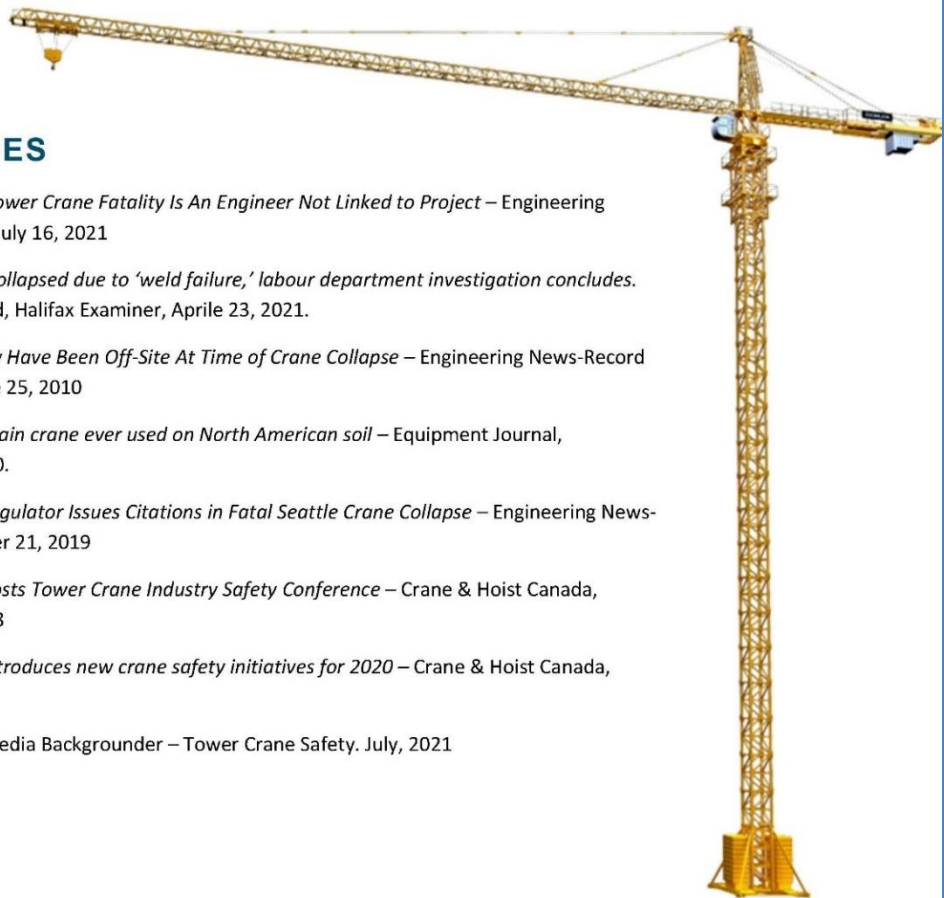 ES
ower Crane Fatality Is An Engineer Not Linked to Project – Engineering
uly 16, 2021
ollapsed due to ‘weld failure,’ labour department investigation concludes.
d, Halifax Examiner, Aprile 23, 2021.
Have Been Off-Site At Time of Crane Collapse – Engineering News-Record
25, 2010
ain crane ever used on North American soil – Equipment Journal,
0.
gulator Issues Citations in Fatal Seattle Crane Collapse – Engineering News-
er 21, 2019
osts Tower Crane Industry Safety Conference – Crane & Hoist Canada,
8
troduces new crane safety initiatives for 2020 – Crane & Hoist Canada,
edia Backgrounder – Tower Crane Safety. July, 2021